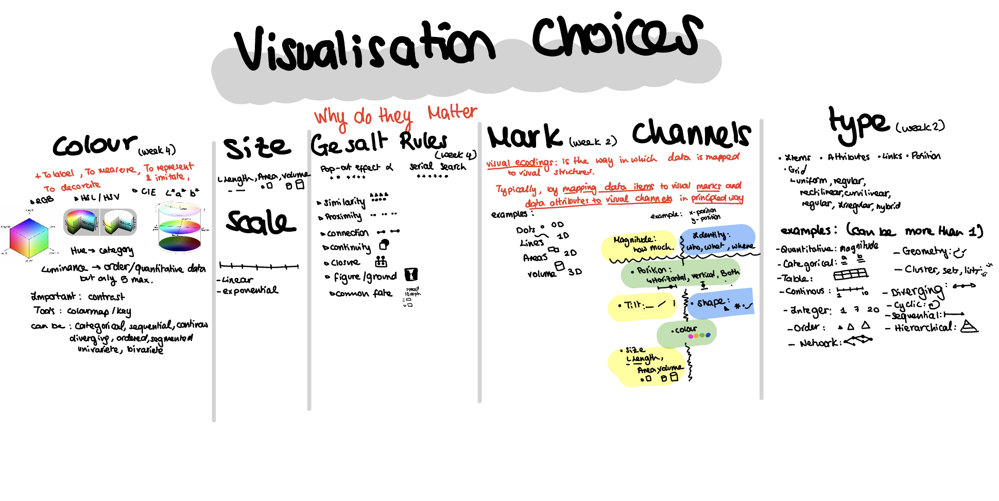 Visualisation Choices
Why do they Matter
Colour (week 4)
+ To label, To measure, To represent
& imitate,
To decorate
RGB
HSL / HSV
CIE L*a*b*
Hue → category
Luminance → order/quantitative data
but only 5 max.
Important: contrast
Tools: colourmap/key
can be: categorical, sequential, continous
diverging, ordered, segmented
univariete, bivariete
Size
Length, Area, volume
Scale
-Linear
-exponential
Gesalt Rules
(week 4)
Pop-out effect
serial search
Similarity
Proximity
connection
continuity
closure
figure/ground
common fate
speed
10mph
Mark (week 2)
Channels
visual ecodings: is the way in which data is mapped
to visual structures.
Typically, by mapping data items to visual marks and
data attributes to visual channels in principled way
examples:
Dots 0D
Lines 1D
Areas 2D
volume 3D
example: x-position
y-position
Magnitude:
how much.
Identity:
who, what, where
• Position:
Horizontal, vertical, Both
• Tilt:
• shape:
• colour
• size
Length,
Area, volume
type (week 2)
• Items • Attributes • Links • Position
• Grid
uniform, regular,
rectilinear, curvilinear,
regular, irregular, hybrid
examples: (can be more than 1)
-Quantitative: magnitude
-Categorical: a b
-Table:
-Continous: 1 10
-Integer: 1 7 20
-Order:
- Network:
- Geometry:
- Cluster, sets, lists:
- Diverging:
- Cyclic:
-sequential:
- Hierarchical: